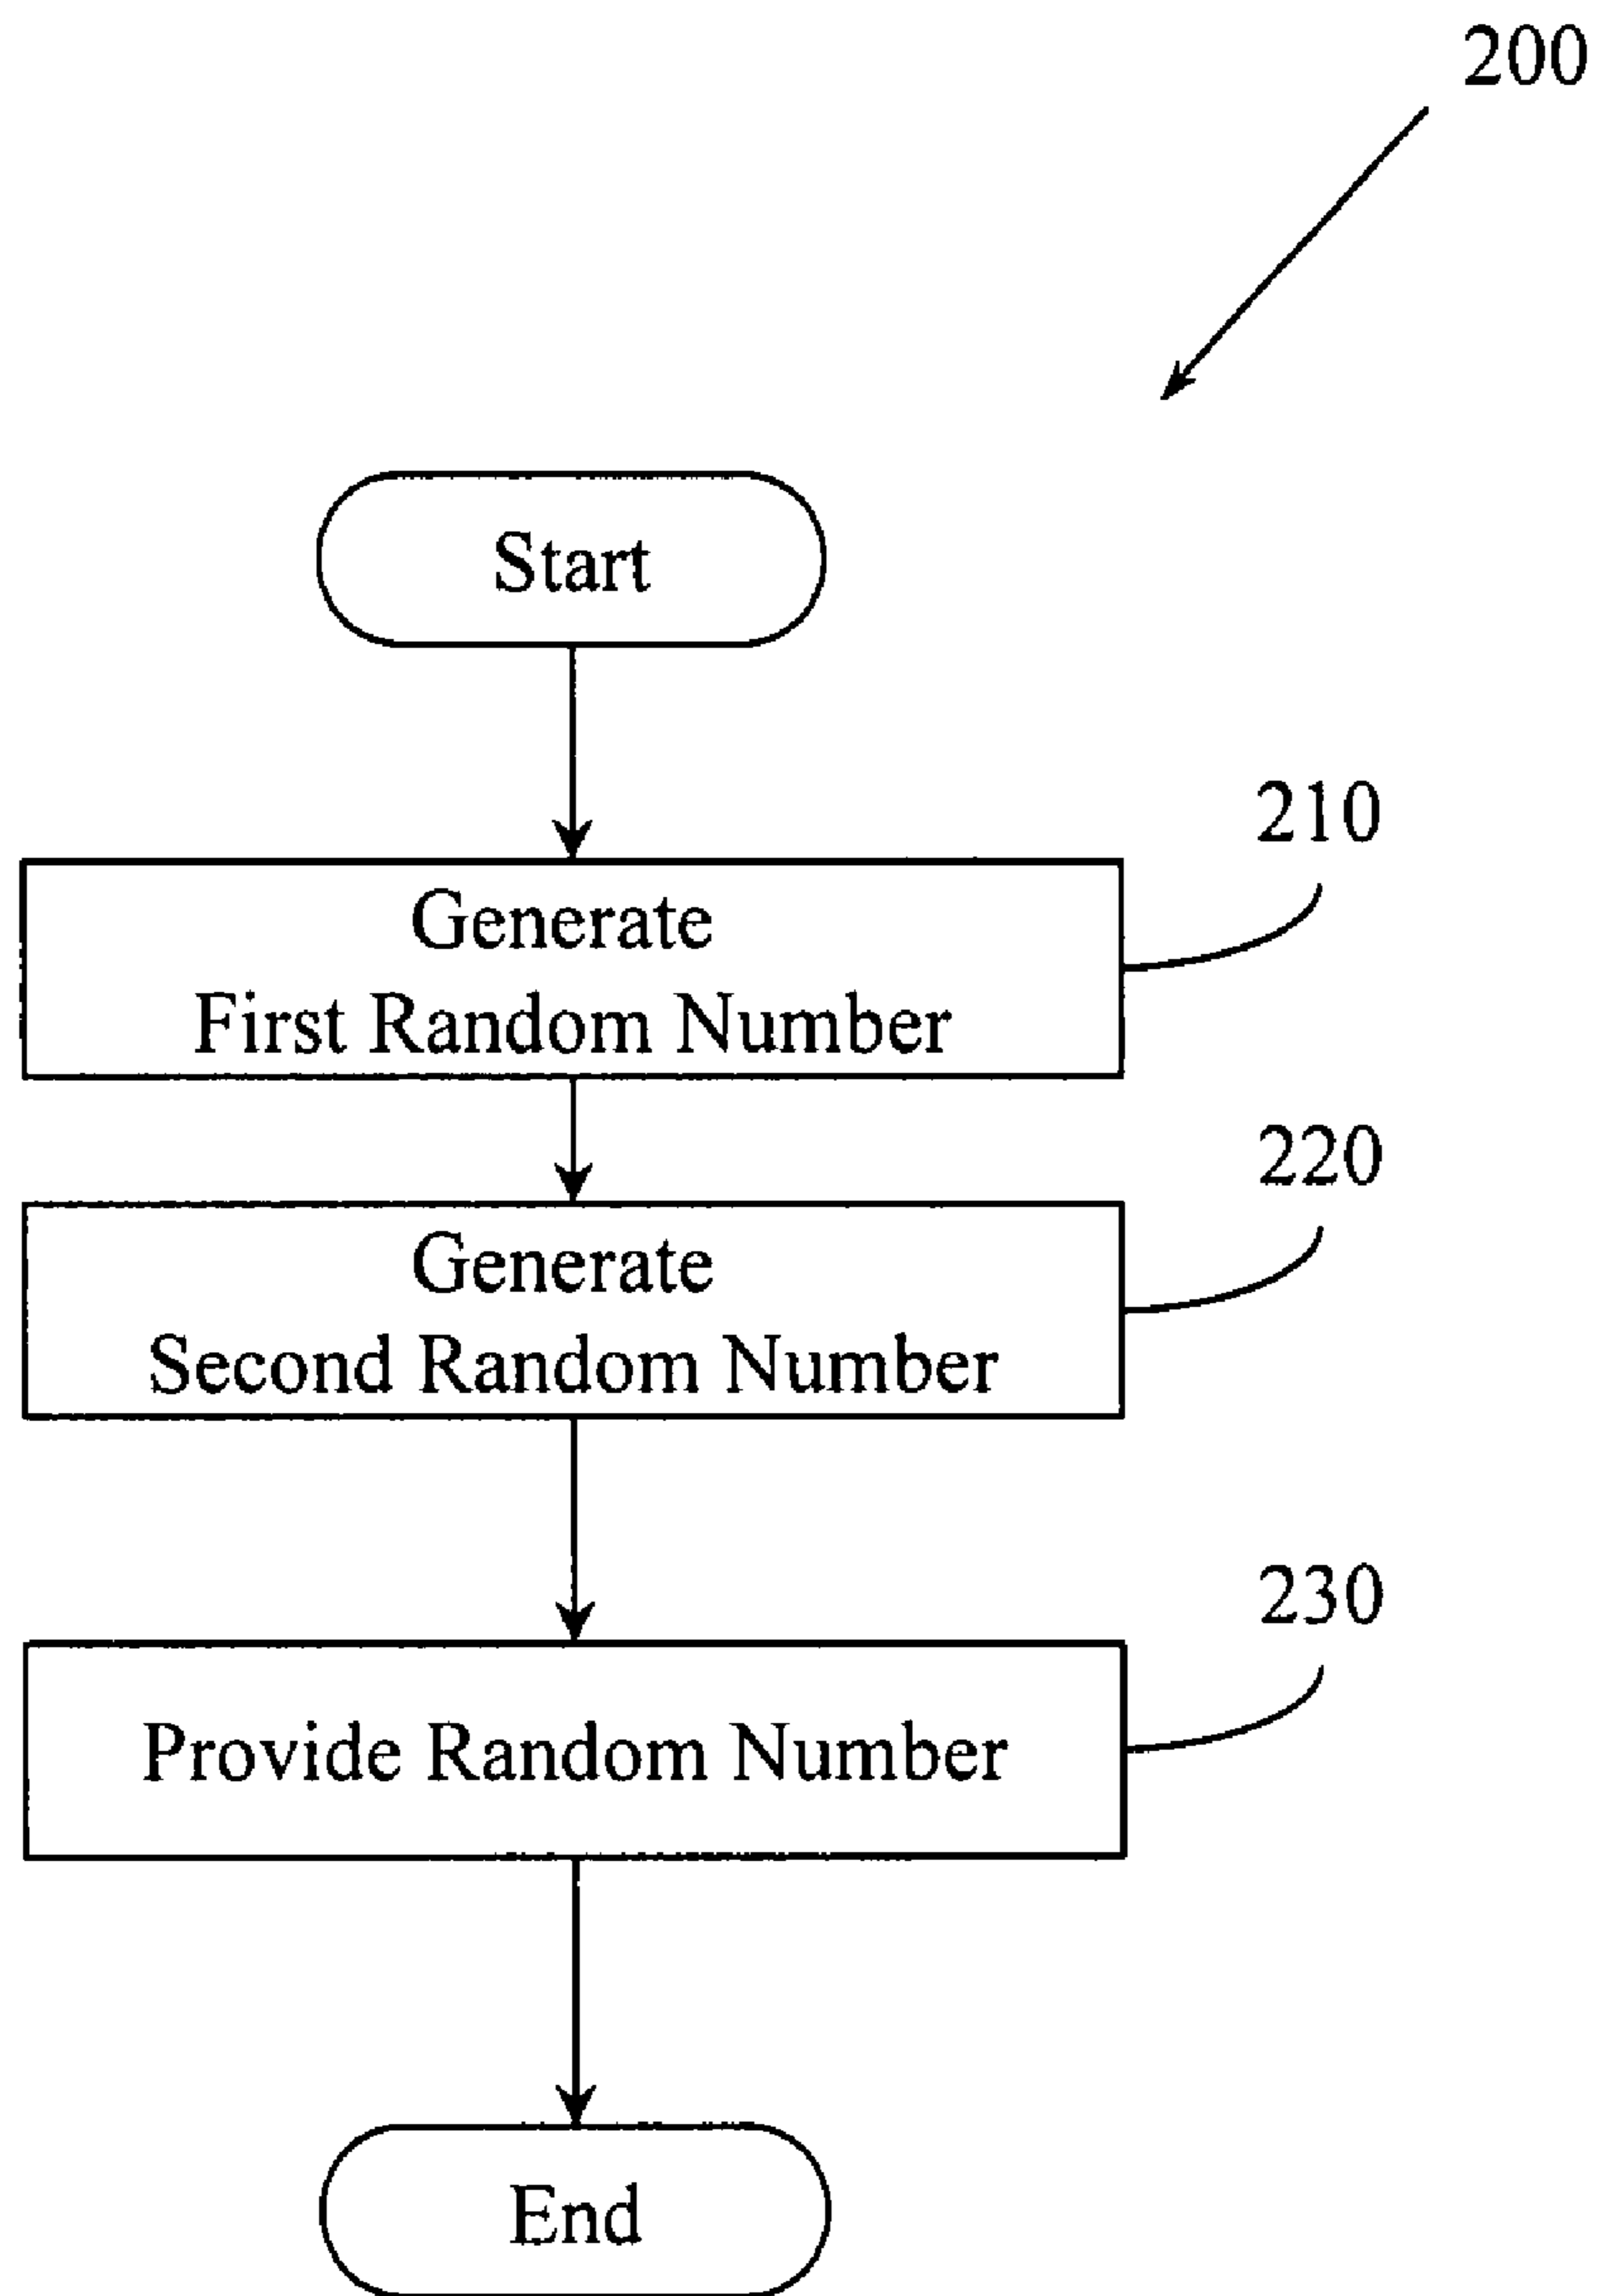 200
Start
210
Generate
First Random Number
220
Generate
Second Random Number
230
Provide Random Number
End